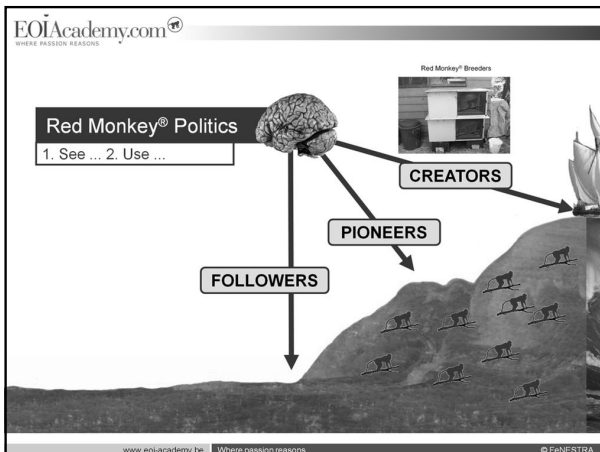 EOIAcademy.com
WHERE PASSION REASONS
Red Monkey® Breeders
Red Monkey® Politics
1. See ... 2. Use ...
CREATORS
PIONEERS
FOLLOWERS
www.eoi-academy.be Where passion reasons © FeNESTRA